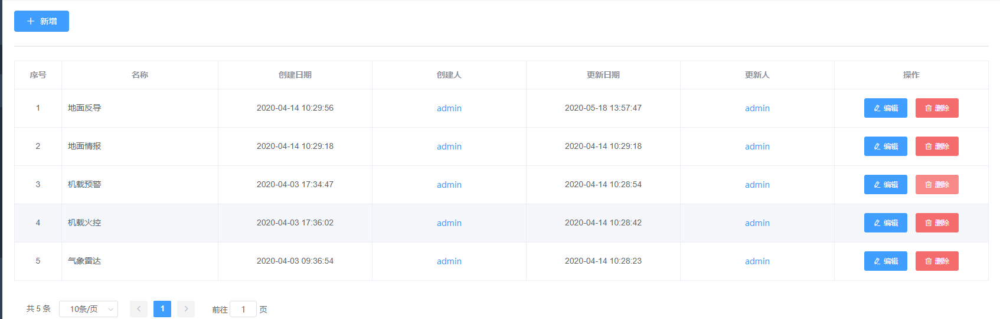 新增
序号 名称 创建日期 创建人 更新日期 更新人 操作
1 地面反导 2020-04-14 10:29:56 admin 2020-05-18 13:57:47 admin 编辑 删除
2 地面情报 2020-04-14 10:29:18 admin 2020-04-14 10:29:18 admin 编辑 删除
3 机载预警 2020-04-03 17:34:47 admin 2020-04-14 10:28:54 admin 编辑 删除
4 机载火控 2020-04-03 17:36:02 admin 2020-04-14 10:28:42 admin 编辑 删除
5 气象雷达 2020-04-03 09:36:54 admin 2020-04-14 10:28:23 admin 编辑 删除
共 5 条 10条/页 1 前往 1 页